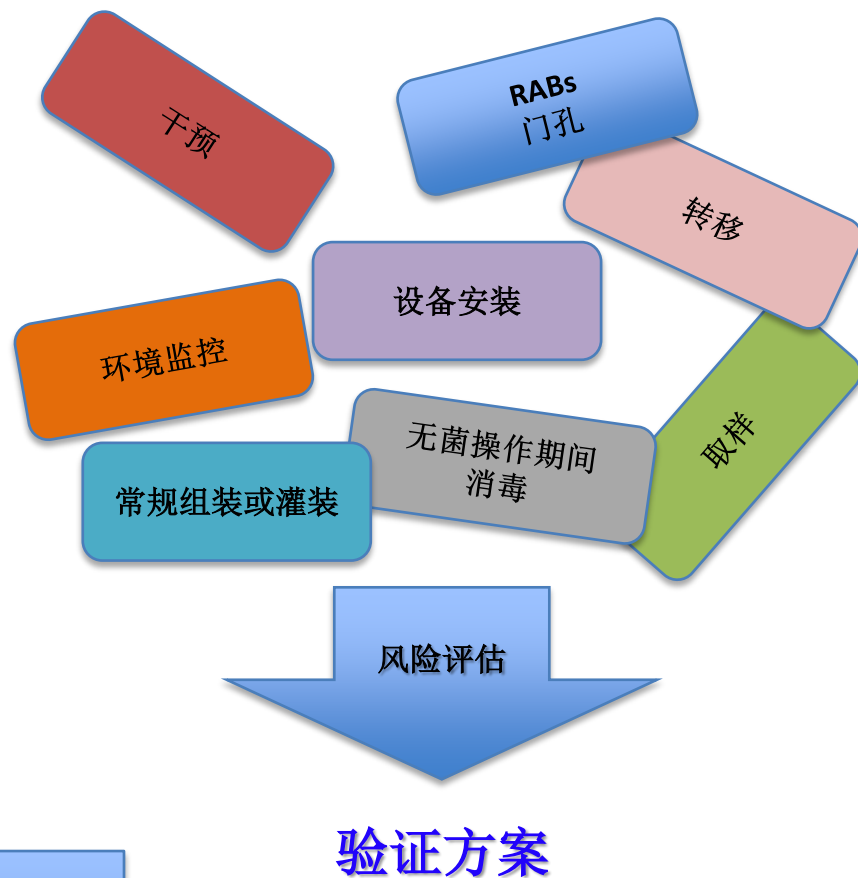 干预
RABs
门孔
转移
设备安装
环境监控
无菌操作期间
消毒
取样
常规组装或灌装
风险评估
验证方案